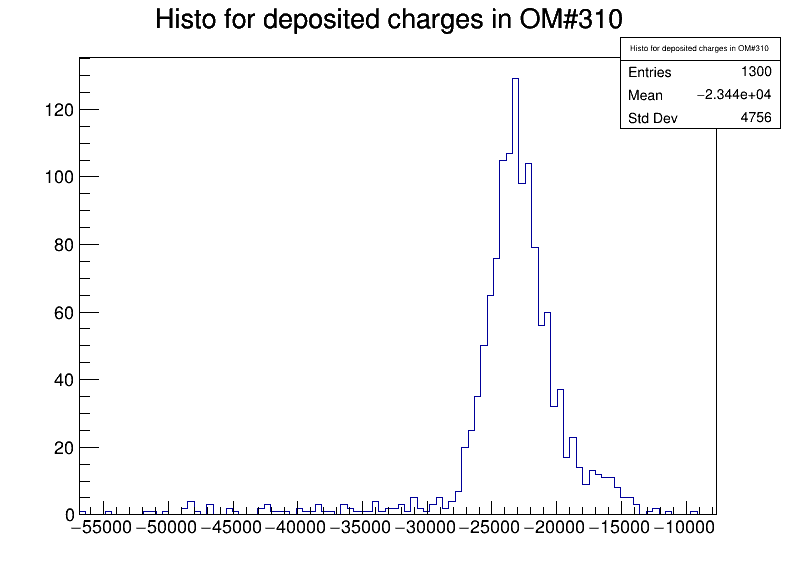 Histo for deposited charges in OM#310
Histo for deposited charges in OM#310
Entries 1300
Mean −2.344e+04
Std Dev 4756
120
100
80
60
40
20
0
−55000 −50000 −45000 −40000 −35000 −30000 −25000 −20000 −15000 −10000